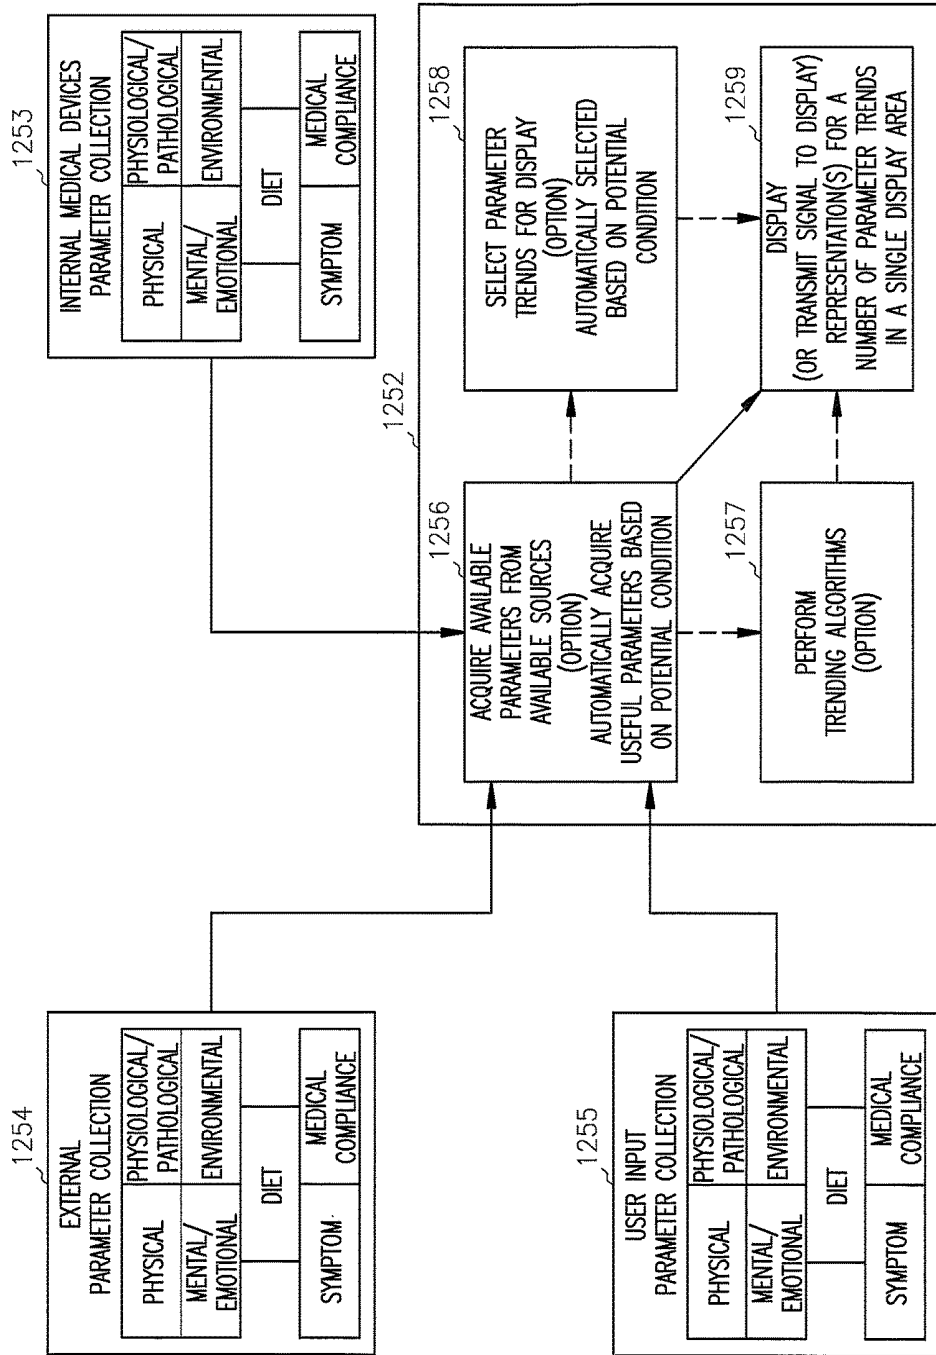 1254
EXTERNAL
PARAMETER COLLECTION
PHYSICAL
PHYSIOLOGICAL/
PATHOLOGICAL
MENTAL/
EMOTIONAL
ENVIRONMENTAL
DIET
SYMPTOM
MEDICAL
COMPLIANCE
1253
INTERNAL MEDICAL DEVICES
PARAMETER COLLECTION
PHYSICAL
PHYSIOLOGICAL/
PATHOLOGICAL
MENTAL/
EMOTIONAL
ENVIRONMENTAL
DIET
SYMPTOM
MEDICAL
COMPLIANCE
1255
USER INPUT
PARAMETER COLLECTION
PHYSICAL
PHYSIOLOGICAL/
PATHOLOGICAL
MENTAL/
EMOTIONAL
ENVIRONMENTAL
DIET
SYMPTOM
MEDICAL
COMPLIANCE
1252
1256
ACQUIRE AVAILABLE
PARAMETERS FROM
AVAILABLE SOURCES
(OPTION)
AUTOMATICALLY ACQUIRE
USEFUL PARAMETERS BASED
ON POTENTIAL CONDITION
1258
SELECT PARAMETER
TRENDS FOR DISPLAY
(OPTION)
AUTOMATICALLY SELECTED
BASED ON POTENTIAL
CONDITION
1257
PERFORM
TRENDING ALGORITHMS
(OPTION)
1259
DISPLAY
(OR TRANSMIT SIGNAL TO DISPLAY)
REPRESENTATION(S) FOR A
NUMBER OF PARAMETER TRENDS
IN A SINGLE DISPLAY AREA